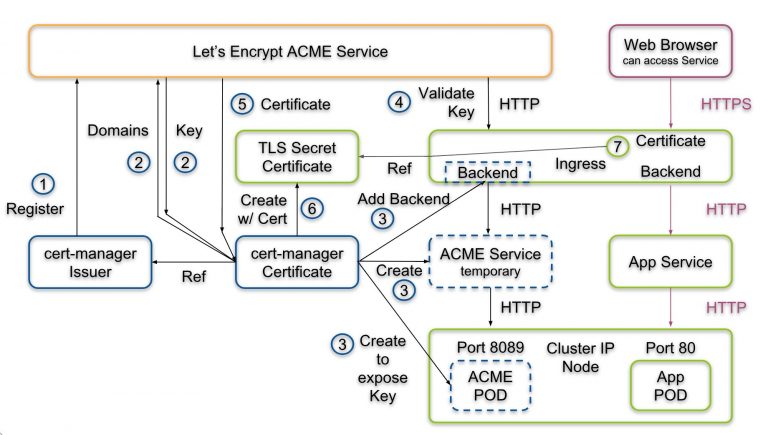 Let's Encrypt ACME Service
Web Browser
can access Service
5 Certificate
4 Validate
Key
HTTP
HTTPS
Domains
Key
2
2
TLS Secret
Certificate
Ref
7 Certificate
Ingress
Backend
Backend
1
Register
Create
w/ Cert
6
Add Backend
3
HTTP
HTTP
cert-manager
Issuer
Ref
cert-manager
Certificate
Create
3
ACME Service
temporary
App Service
HTTP
HTTP
3 Create
to
expose
Key
Port 8089
Cluster IP
Node
Port 80
ACME
POD
App
POD